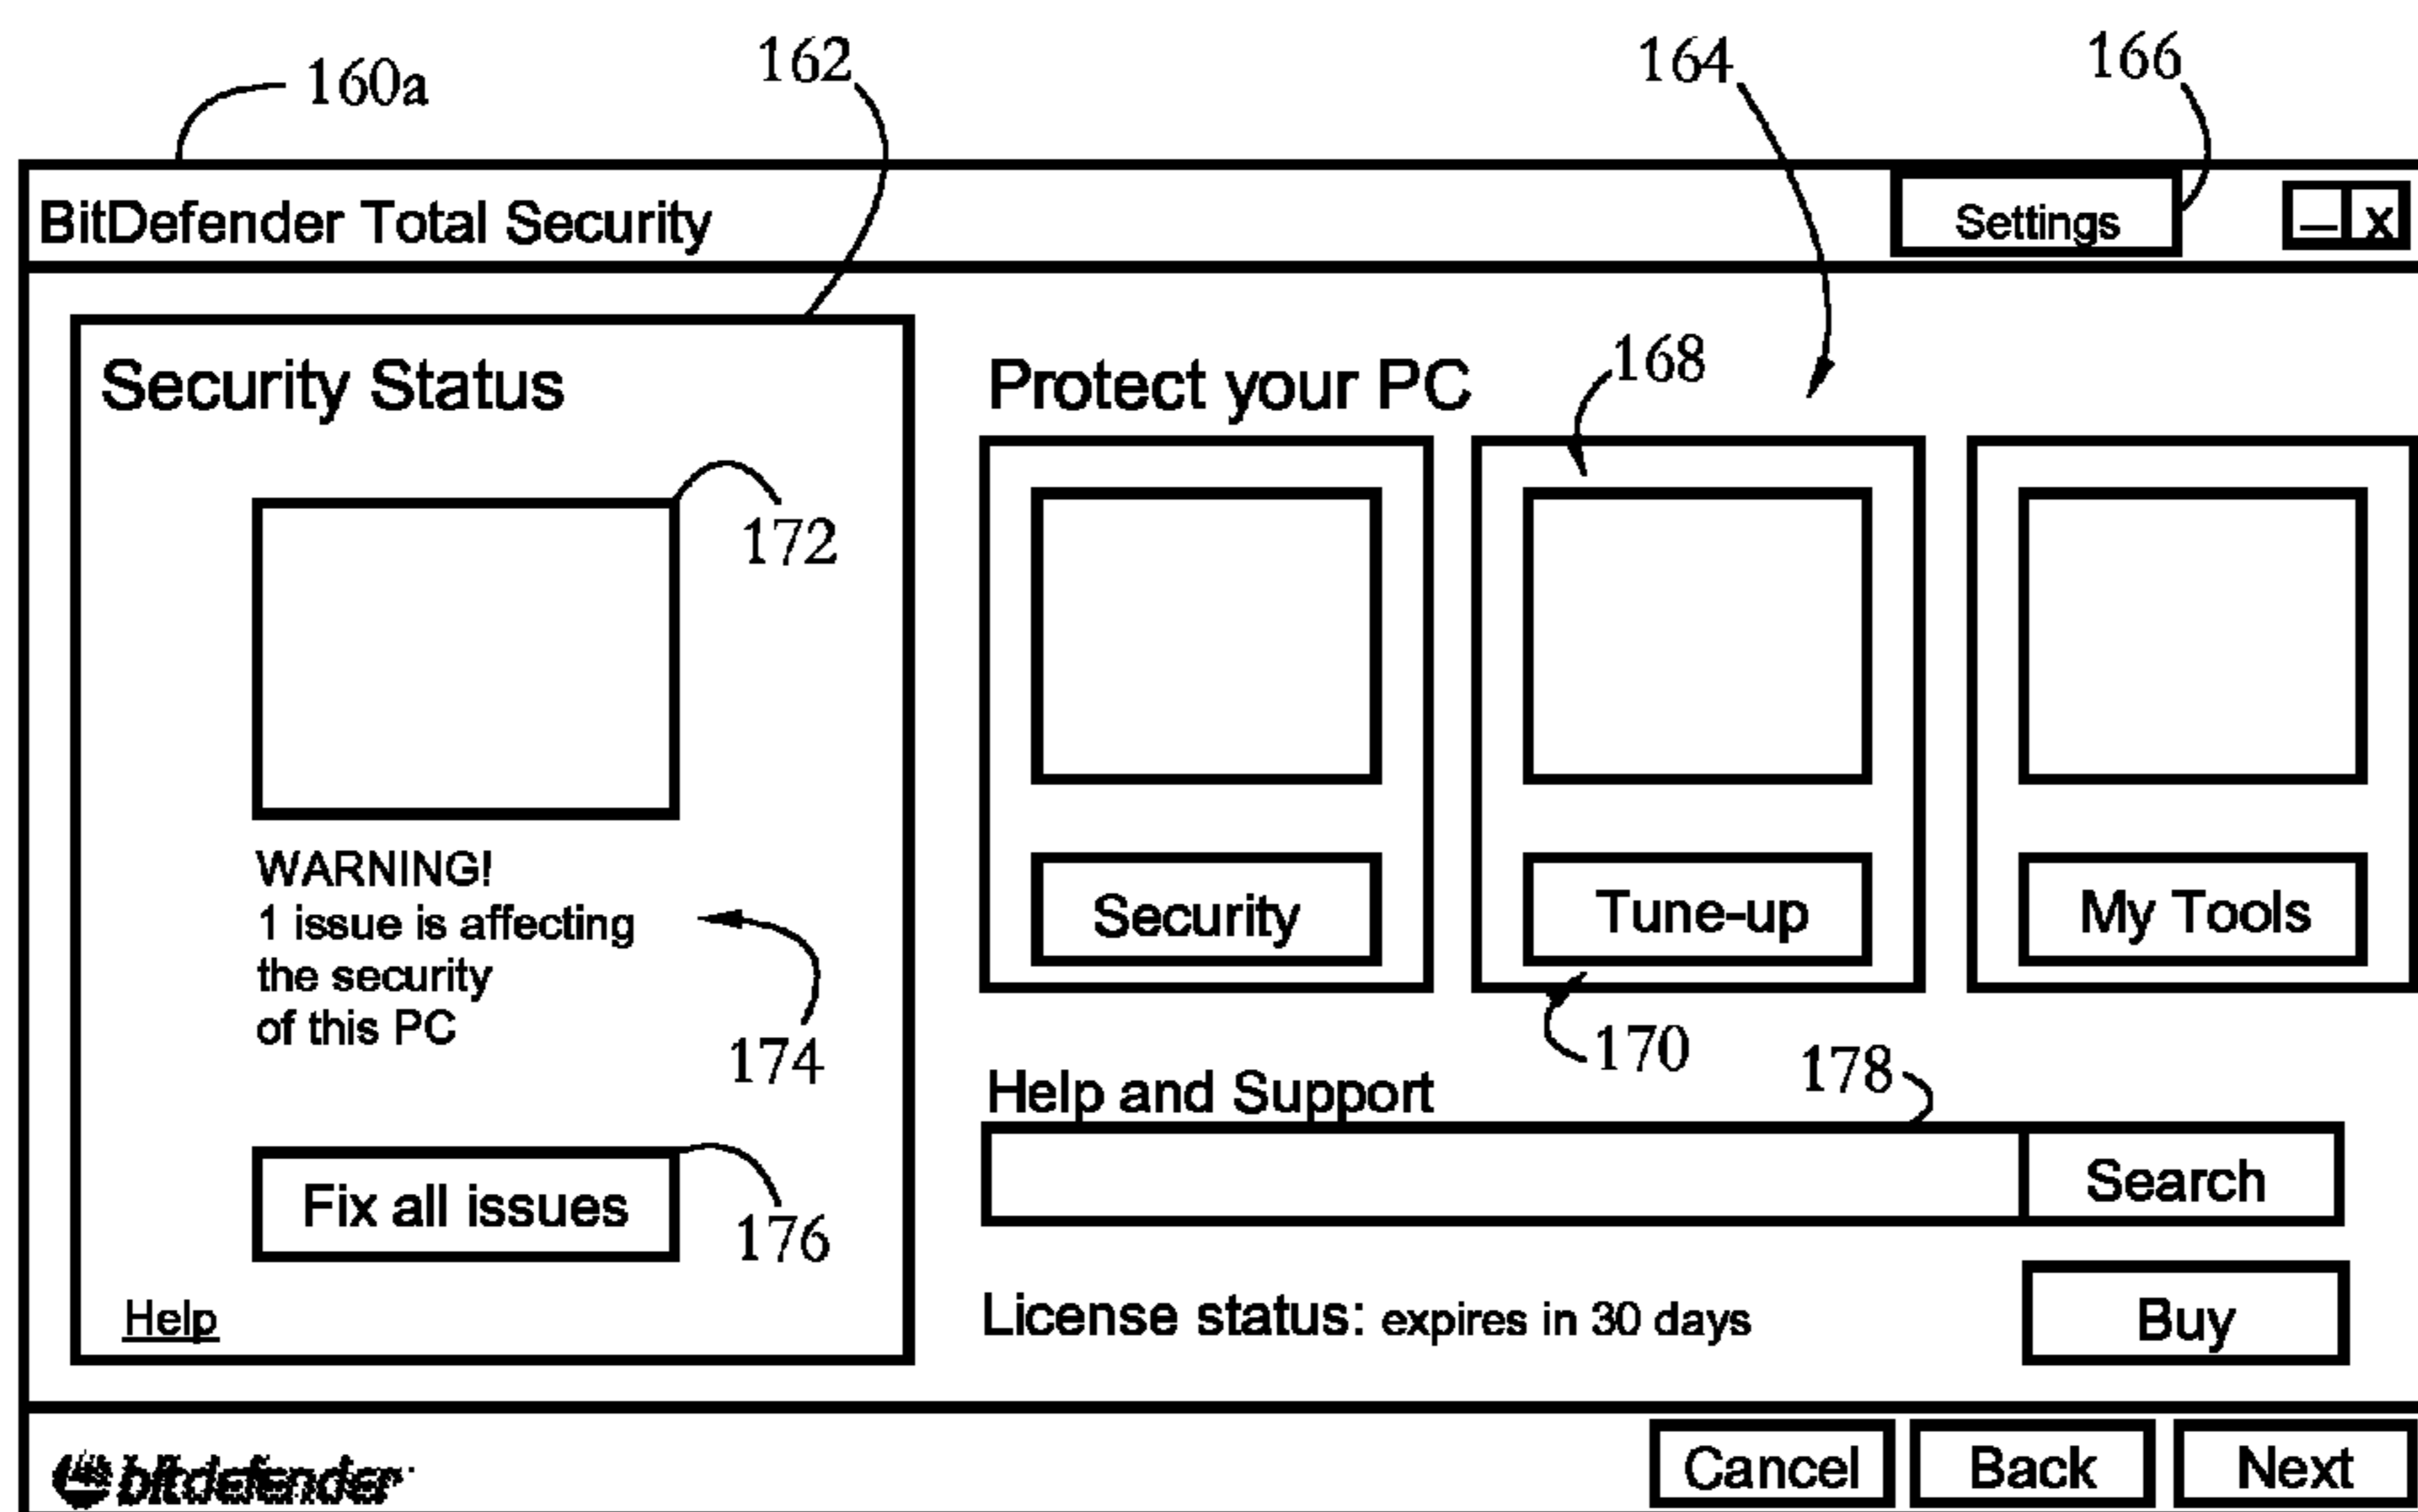 160a
162
164
166
BitDefender Total Security
Settings
x
Security Status
Protect your PC
168
172
WARNING!
1 issue is affecting
the security
of this PC
174
Security
Tune-up
My Tools
170
178
Help and Support
Search
Fix all issues
176
Help
License status: expires in 30 days
Buy
bitdefender
Cancel
Back
Next